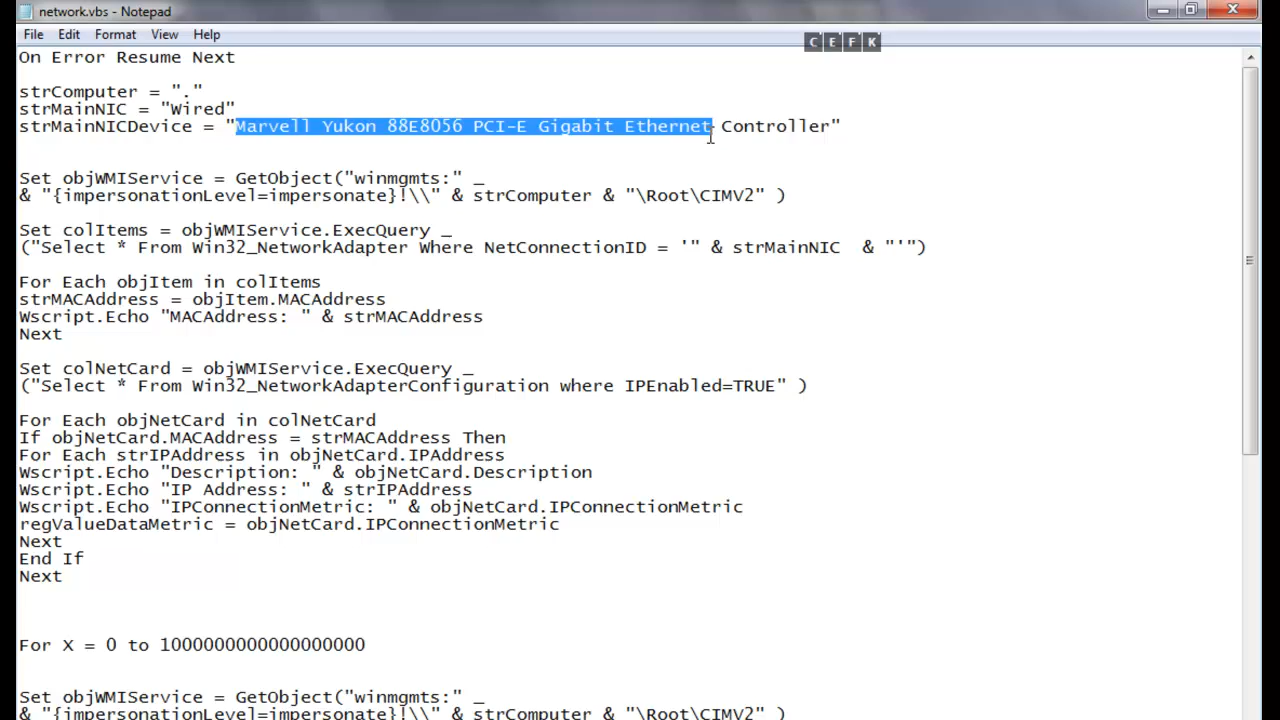 network.vbs - Notepad
File Edit Format View Help
C E F K
On Error Resume Next
strComputer = "."
strMainNIC = "Wired"
strMainNICDevice = "Marvell Yukon 88E8056 PCI-E Gigabit Ethernet Controller"
Set objWMIService = GetObject("winmgmts:" _
& "{impersonationLevel=impersonate}!\\" & strComputer & "\Root\CIMV2" )
Set colItems = objWMIService.ExecQuery _
("Select * From Win32_NetworkAdapter Where NetConnectionID = '" & strMainNIC  & "'")
For Each objItem in colItems
strMACAddress = objItem.MACAddress
Wscript.Echo "MACAddress: " & strMACAddress
Next
Set colNetCard = objWMIService.ExecQuery _
("Select * From Win32_NetworkAdapterConfiguration where IPEnabled=TRUE" )
For Each objNetCard in colNetCard
If objNetCard.MACAddress = strMACAddress Then
For Each strIPAddress in objNetCard.IPAddress
Wscript.Echo "Description: " & objNetCard.Description
Wscript.Echo "IP Address: " & strIPAddress
Wscript.Echo "IPConnectionMetric: " & objNetCard.IPConnectionMetric
regValueDataMetric = objNetCard.IPConnectionMetric
Next
End If
Next
For X = 0 to 1000000000000000000
Set objWMIService = GetObject("winmgmts:" _
& "{impersonationLevel=impersonate}!\\" & strComputer & "\Root\CIMV2" )